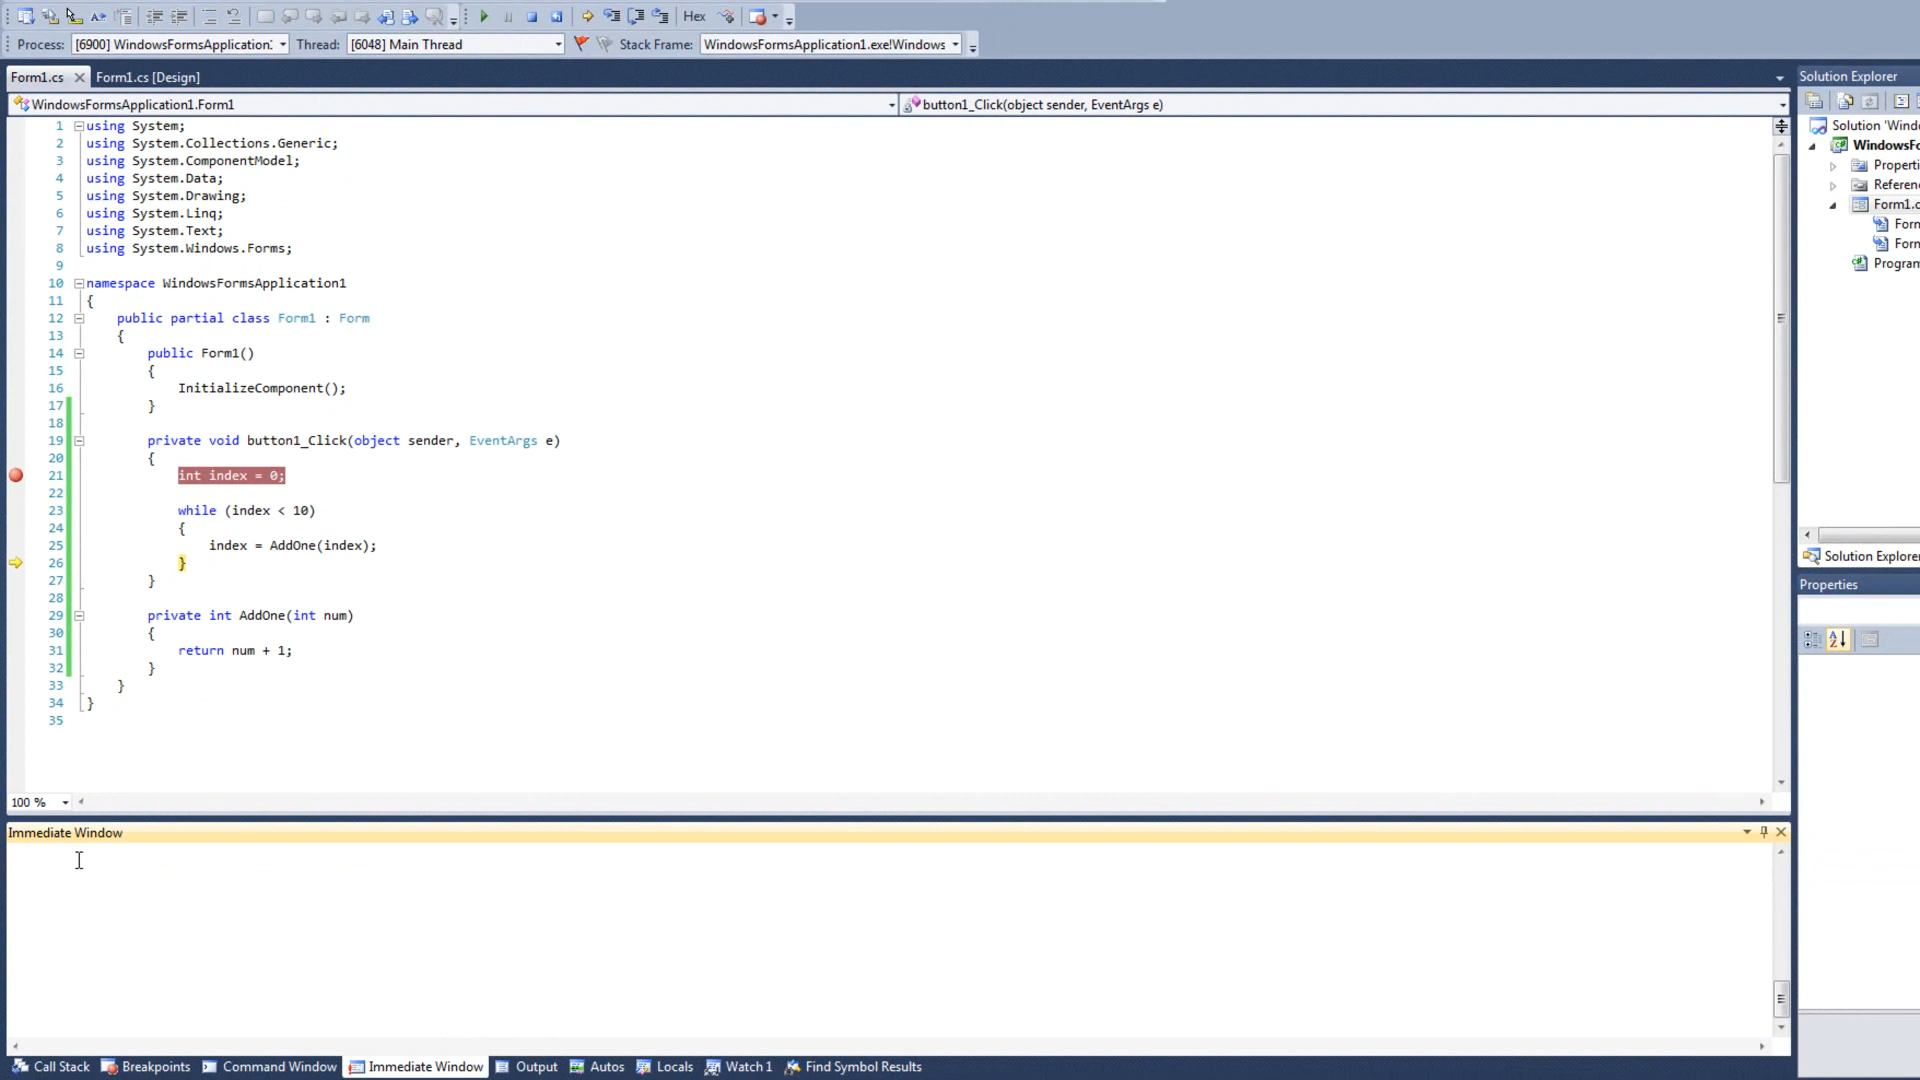 Hex
Process: [6900] WindowsFormsApplication: Thread: [6048] Main Thread Stack Frame: WindowsFormsApplication1.exe!Windows
Form1.cs Form1.cs [Design]
WindowsFormsApplication1.Form1 button1_Click(object sender, EventArgs e)
1 using System;
2 using System.Collections.Generic;
3 using System.ComponentModel;
4 using System.Data;
5 using System.Drawing;
6 using System.Linq;
7 using System.Text;
8 using System.Windows.Forms;
9
10 namespace WindowsFormsApplication1
11 {
12 public partial class Form1 : Form
13 {
14 public Form1()
15 {
16 InitializeComponent();
17 }
18
19 private void button1_Click(object sender, EventArgs e)
20 {
21 int index = 0;
22
23 while (index < 10)
24 {
25 index = AddOne(index);
26 }
27 }
28
29 private int AddOne(int num)
30 {
31 return num + 1;
32 }
33 }
34 }
35
100 %
Immediate Window
Call Stack Breakpoints Command Window Immediate Window Output Autos Locals Watch 1 Find Symbol Results
Solution Explorer
Solution 'Windo
WindowsFo
Properti
Referen
Form1.c
Form
Form
Program
Solution Explorer
Properties